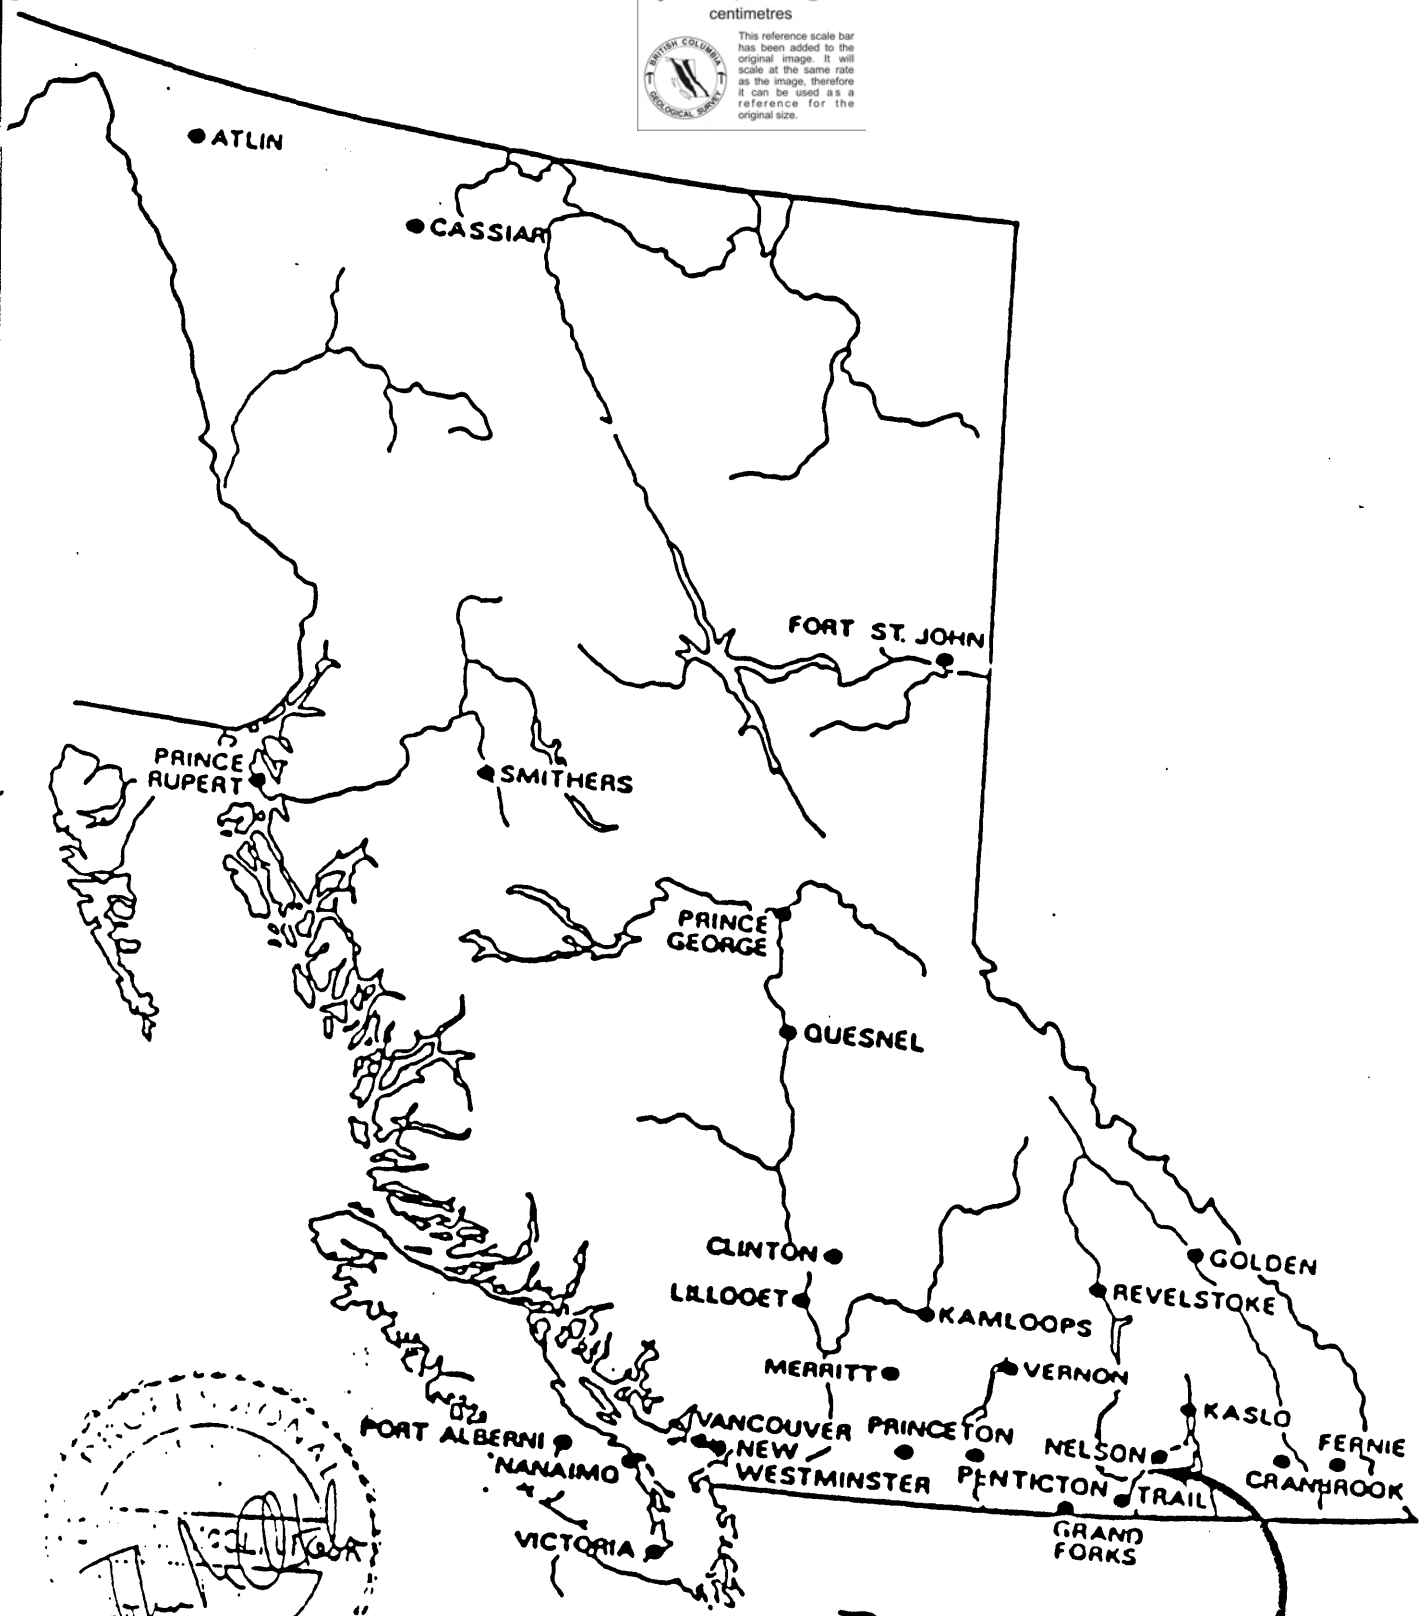 centimetres
This reference scale bar
has been added to the
original image. It will
scale at the same rate
as the image, therefore
it can be used as a
reference for the
original size.
BRITISH COLUMBIA
GEOLOGICAL SURVEY
ATLIN
CASSIAR
FORT ST. JOHN
PRINCE
RUPERT
SMITHERS
PRINCE
GEORGE
QUESNEL
CLINTON
GOLDEN
LILLOOET
REVELSTOKE
KAMLOOPS
MERRITT
VERNON
KASLO
VANCOUVER
PRINCETON
PORT ALBERNI
NEW
WESTMINSTER
NELSON
FERNIE
NANAIMO
PENTICTON
CRANBROOK
TRAIL
GRAND
FORKS
VICTORIA